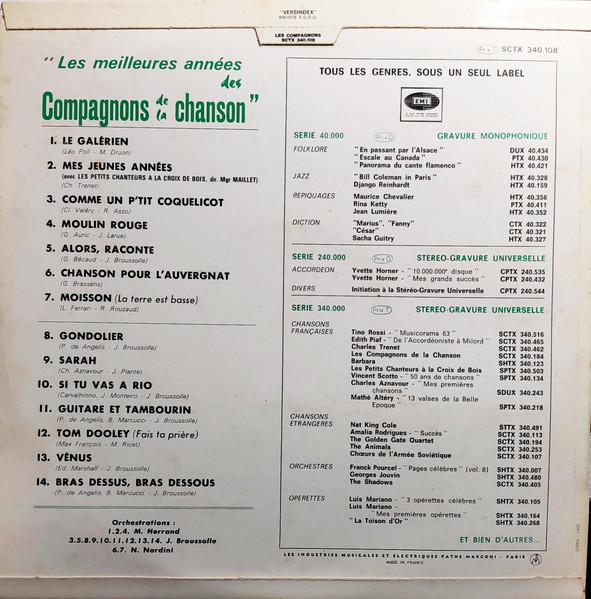 "VERSINDEX"
BREVETÉ S.G.D.G.
LES COMPAGNONS
SCTX 340.108
Prix T SCTX 340.108
"Les meilleures années
des
Compagnons de la chanson"
1. LE GALÉRIEN
(Léo Poll - M. Druon)
2. MES JEUNES ANNÉES
(avec LES PETITS CHANTEURS A LA CROIX DE BOIS, dir. Mgr MAILLET)
(Ch. Trenet)
3. COMME UN P'TIT COQUELICOT
(Cl. Valéry - R. Asso)
4. MOULIN ROUGE
(G. Auric - J. Larue)
5. ALORS, RACONTE
(G. Bécaud - J. Broussolle)
6. CHANSON POUR L'AUVERGNAT
(G. Brassens)
7. MOISSON (La terre est basse)
(L. Ferrari - R. Rouzaud)
8. GONDOLIER
(P. de Angelis - J. Broussolle)
9. SARAH
(Ch. Aznavour - J. Plante)
10. SI TU VAS A RIO
(Carvalhinno, J. Monteiro - J. Broussolle)
11. GUITARE ET TAMBOURIN
(P. de Angelis, B. Marcucci - J. Broussolle)
12. TOM DOOLEY (Fais ta prière)
(Max François - M. Ricet)
13. VÉNUS
(Ed. Marshall - J. Broussolle)
14. BRAS DESSUS, BRAS DESSOUS
(P. de Angelis, B. Marcucci - J. Broussolle)
Orchestrations :
1.2.4. M. Herrand
3.5.8.9.10.11.12.13.14. J. Broussolle
6.7. N. Nardini
TOUS LES GENRES, SOUS UN SEUL LABEL
EMI
SERIE 40.000 Prix Q GRAVURE MONOPHONIQUE
FOLKLORE "En passant par l'Alsace" DUX 40.434
"Escale au Canada" PTX 40.430
"Panorama du cante flamenco" HTX 40.421
JAZZ "Bill Coleman in Paris" HTX 40.328
Django Reinhardt HTX 40.159
REPIQUAGES Maurice Chevalier HTX 40.356
Rina Ketty PTX 40.411
Jean Lumière HTX 40.352
DICTION "Marius", "Fanny" CTX 40.322
"César" CTX 40.321
Sacha Guitry HTX 40.327
SERIE 240.000 Prix Q STEREO-GRAVURE UNIVERSELLE
ACCORDEON Yvette Horner - "10.000.000e disque" CPTX 240.535
Yvette Horner - "Mes grands succès" CPTX 240.432
DIVERS Initiation à la Stéréo-Gravure Universelle CPTX 240.544
SERIE 340.000 Prix T STEREO-GRAVURE UNIVERSELLE
CHANSONS
FRANÇAISES
Tino Rossi - "Musicorama 63" SCTX 340.516
Edith Piaf - "De l'Accordéoniste à Milord" SCTX 340.465
Charles Trenet SCTX 340.462
Les Compagnons de la Chanson SCTX 340.184
Barbara SHTX 340.123
Les Petits Chanteurs à la Croix de Bois SPTX 340.503
Vincent Scotto - "50 ans de chansons" SPTX 340.134
Charles Aznavour - "Mes premières
chansons" SDUX 340.243
Mathé Altéry - "13 valses de la Belle
Epoque" SPTX 340.218
CHANSONS
ETRANGERES
Nat King Cole STTX 340.491
Amalia Rodrigues - "Succès" SCTX 340.113
The Golden Gate Quartet SCTX 340.194
The Animals SCTX 340.253
Chœurs de l'Armée Soviétique SCTX 340.107
ORCHESTRES Franck Pourcel - "Pages célèbres" (vol. 8) SHTX 340.007
Georges Jouvin SHTX 340.480
The Shadows SCTX 340.405
OPERETTES Luis Mariano - "3 opérettes célèbres" SHTX 340.105
Luis Mariano -
"Mes premières opérettes" SHTX 340.164
"La Toison d'Or" SHTX 340.268
ET BIEN D'AUTRES...
LES INDUSTRIES MUSICALES ET ELECTRIQUES PATHE MARCONI - PARIS
MADE IN FRANCE